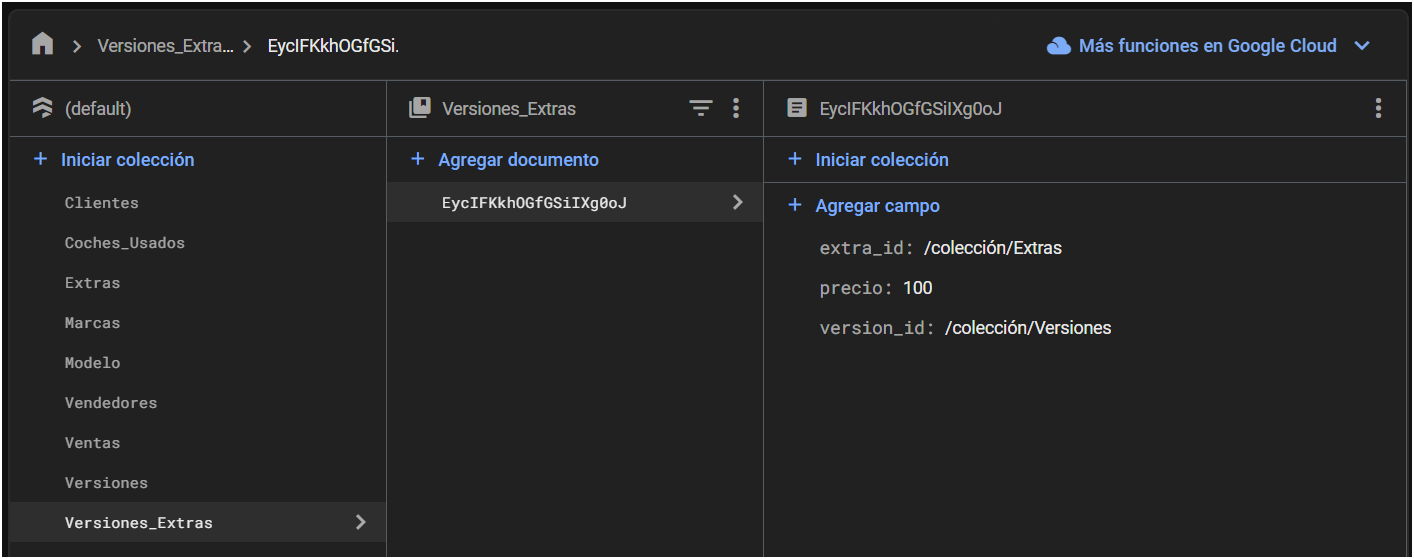 Versiones_Extra... > EycIFKkhOGfGSi.
Más funciones en Google Cloud
(default)
+ Iniciar colección
Clientes
Coches_Usados
Extras
Marcas
Modelo
Vendedores
Ventas
Versiones
Versiones_Extras
Versiones_Extras
+ Agregar documento
EycIFKkhOGfGSiIXg0oJ
EycIFKkhOGfGSiIXg0oJ
+ Iniciar colección
+ Agregar campo
extra_id: /colección/Extras
precio: 100
version_id: /colección/Versiones